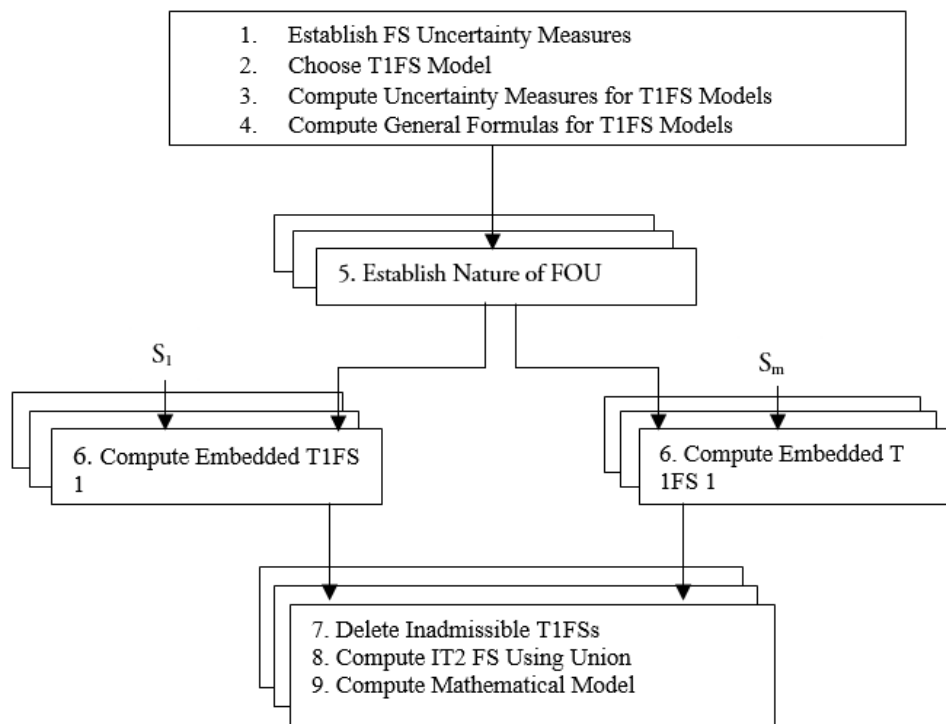 1. Establish FS Uncertainty Measures
2. Choose T1FS Model
3. Compute Uncertainty Measures for T1FS Models
4. Compute General Formulas for T1FS Models
5. Establish Nature of FOU
S₁
Sₘ
6. Compute Embedded T1FS
1
6. Compute Embedded T
1FS 1
7. Delete Inadmissible T1FSs
8. Compute IT2 FS Using Union
9. Compute Mathematical Model